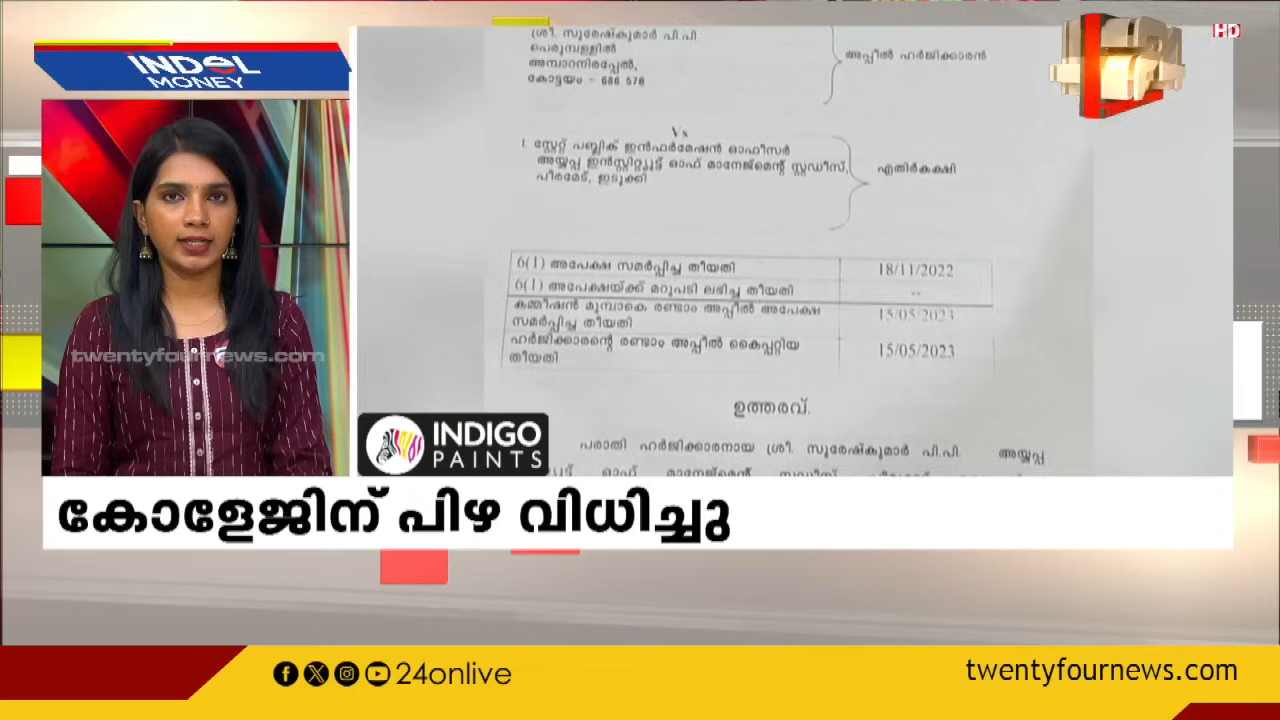 INDEL
MONEY
HD
24
ശ്രീ. സുരേഷ്കുമാർ പി.പി
പെരുമ്പള്ളിൽ
അമ്പാറനിരപ്പേൽ,
കോട്ടയം - 686 578
അപ്പീൽ ഹർജിക്കാരൻ
Vs
1. സ്റ്റേറ്റ് പബ്ലിക് ഇൻഫർമേഷൻ ഓഫീസർ
അയ്യപ്പ ഇൻസ്റ്റിറ്റ്യൂട്ട് ഓഫ് മാനേജ്മെന്റ് സ്റ്റഡീസ്,
പീരമേട്, ഇടുക്കി
എതിർകക്ഷി
6(1) അപേക്ഷ സമർപ്പിച്ച തീയതി 18/11/2022
6(1) അപേക്ഷയ്ക്ക് മറുപടി ലഭിച്ച തീയതി --
കമ്മീഷൻ മുമ്പാകെ രണ്ടാം അപ്പീൽ അപേക്ഷ
സമർപ്പിച്ച തീയതി 15/05/2023
ഹർജിക്കാരന്റെ രണ്ടാം അപ്പീൽ കൈപ്പറ്റിയ
തീയതി 15/05/2023
ഉത്തരവ്.
പരാതി ഹർജിക്കാരനായ ശ്രീ. സുരേഷ്കുമാർ പി.പി. അയ്യപ്പ
ഓഫ് മാനേജ്മെന്റ് സ്റ്റഡീസ്
twentyfournews.com
INDIGO
PAINTS
കോളേജിന് പിഴ വിധിച്ചു
24onlive
twentyfournews.com